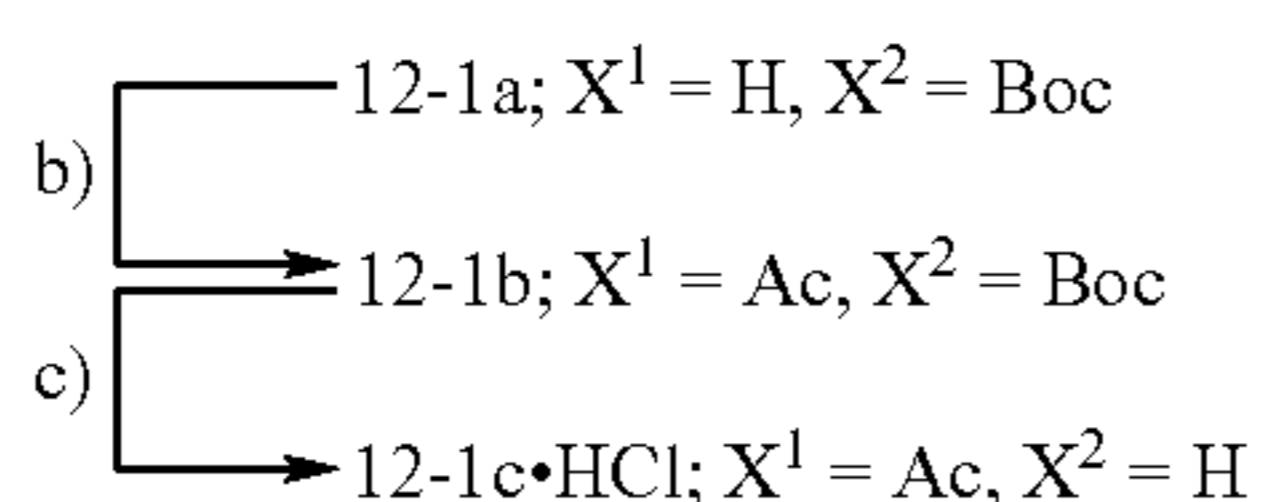 12-1a; X¹ = H, X² = Boc
b)
12-1b; X¹ = Ac, X² = Boc
c)
12-1c•HCl; X¹ = Ac, X² = H